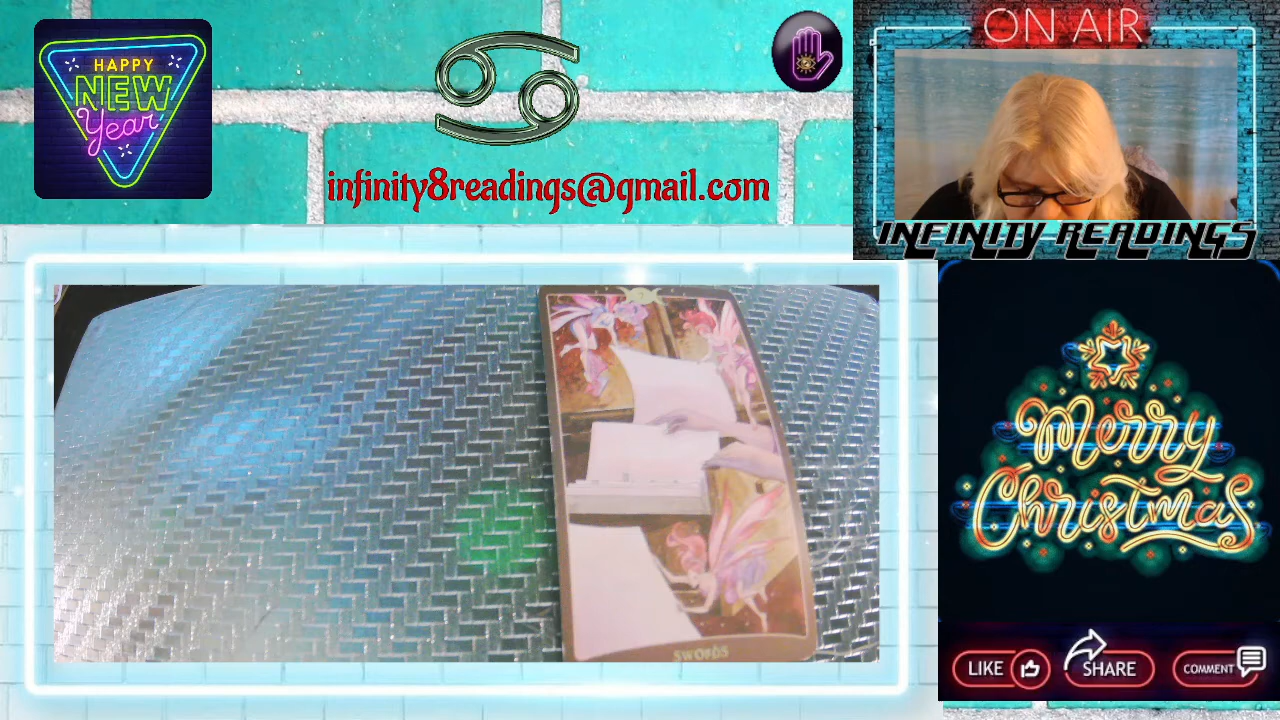 HAPPY
NEW
Year
infinity8readings@gmail.com
ON AIR
INFINITY READINGS
SWORDS
Merry
Christmas
LIKE
SHARE
COMMENT